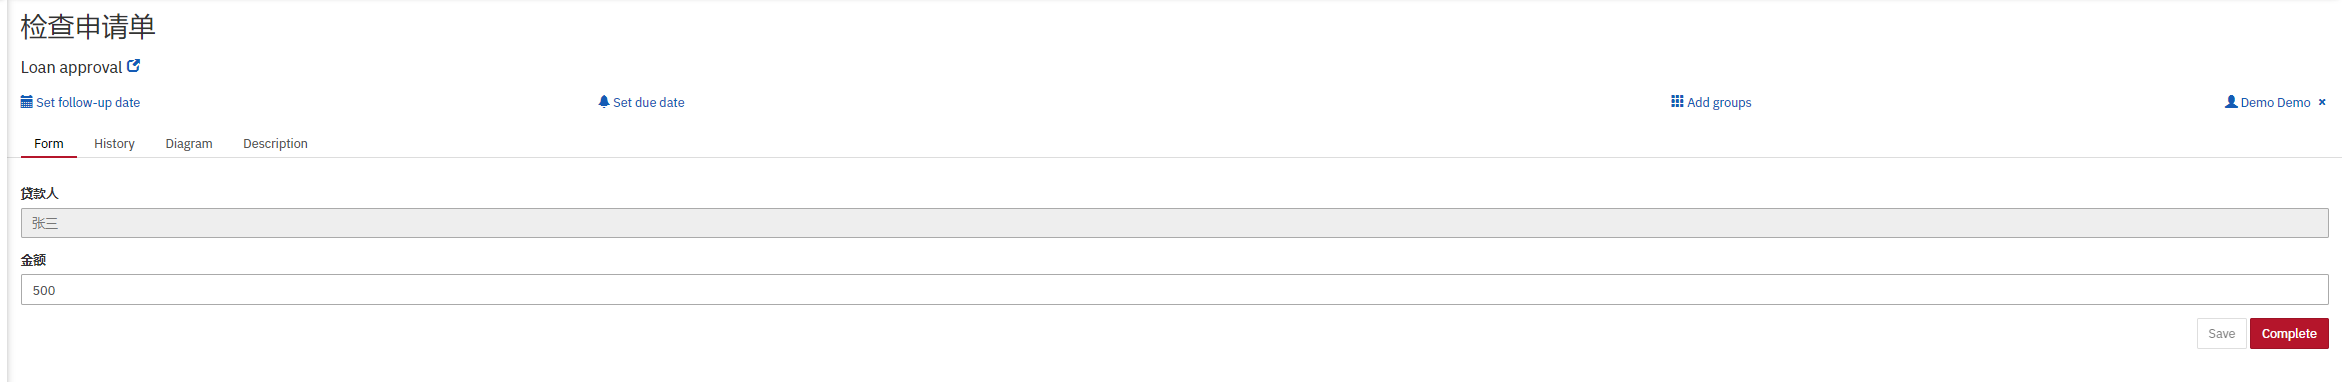 检查申请单
Loan approval
Set follow-up date Set due date Add groups Demo Demo ×
Form History Diagram Description
贷款人
张三
金额
500
Save Complete